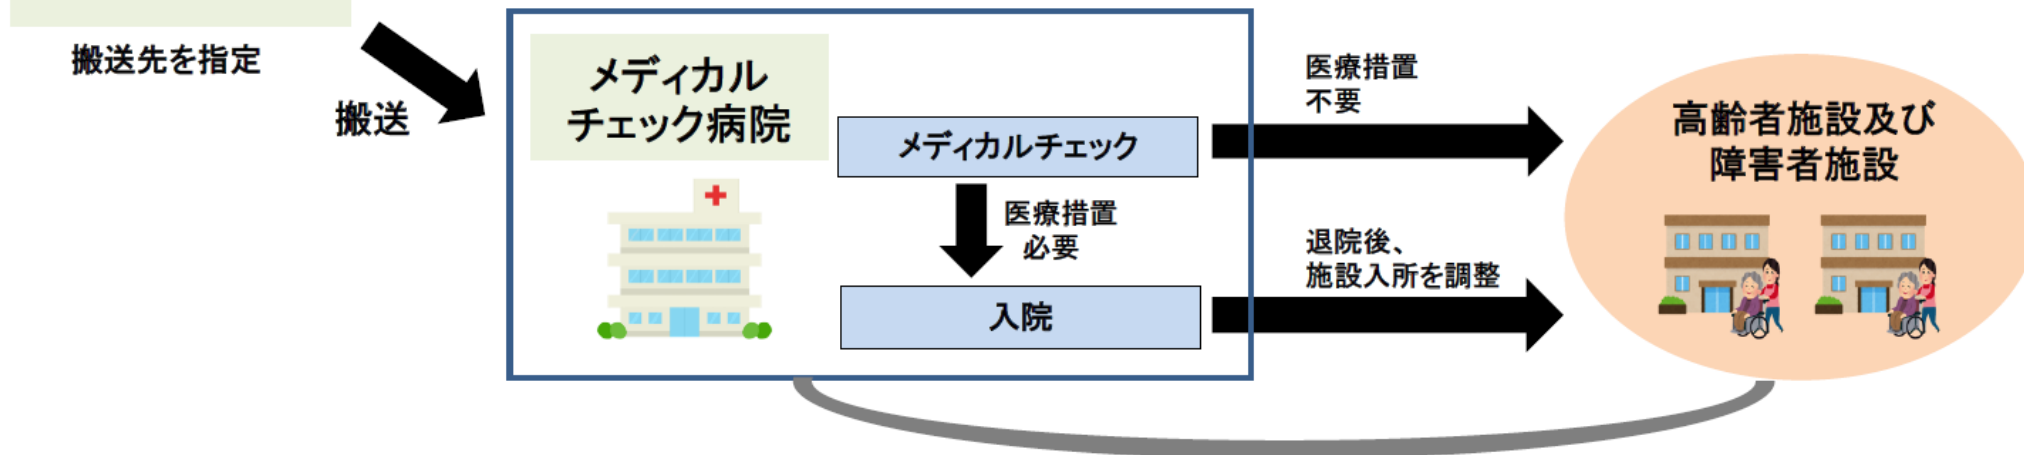 搬送先を指定
搬送
メディカル
チェック病院
メディカルチェック
医療措置
必要
入院
医療措置
不要
退院後、
施設入所を調整
高齢者施設及び
障害者施設